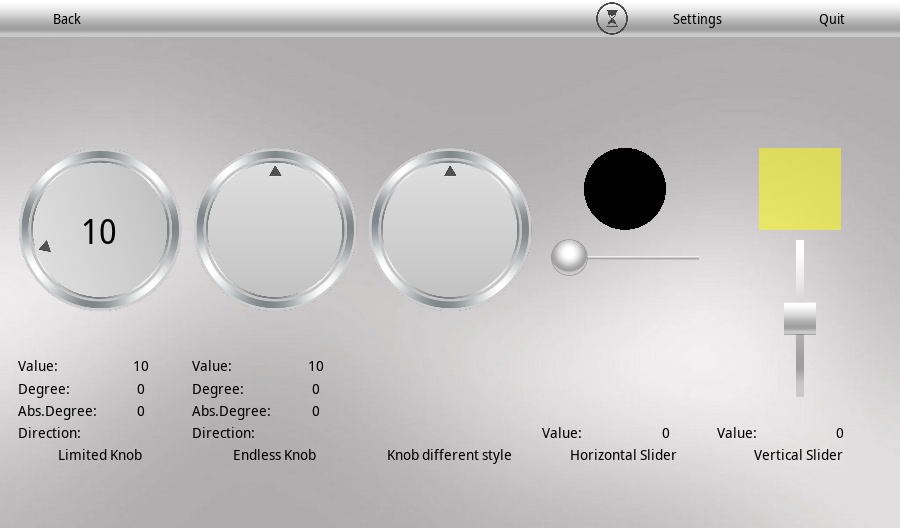 Back Settings Quit
10
Value: 10 Value: 10
Degree: 0 Degree: 0
Abs.Degree: 0 Abs.Degree: 0
Direction: Direction: Value: 0 Value: 0
Limited Knob Endless Knob Knob different style Horizontal Slider Vertical Slider